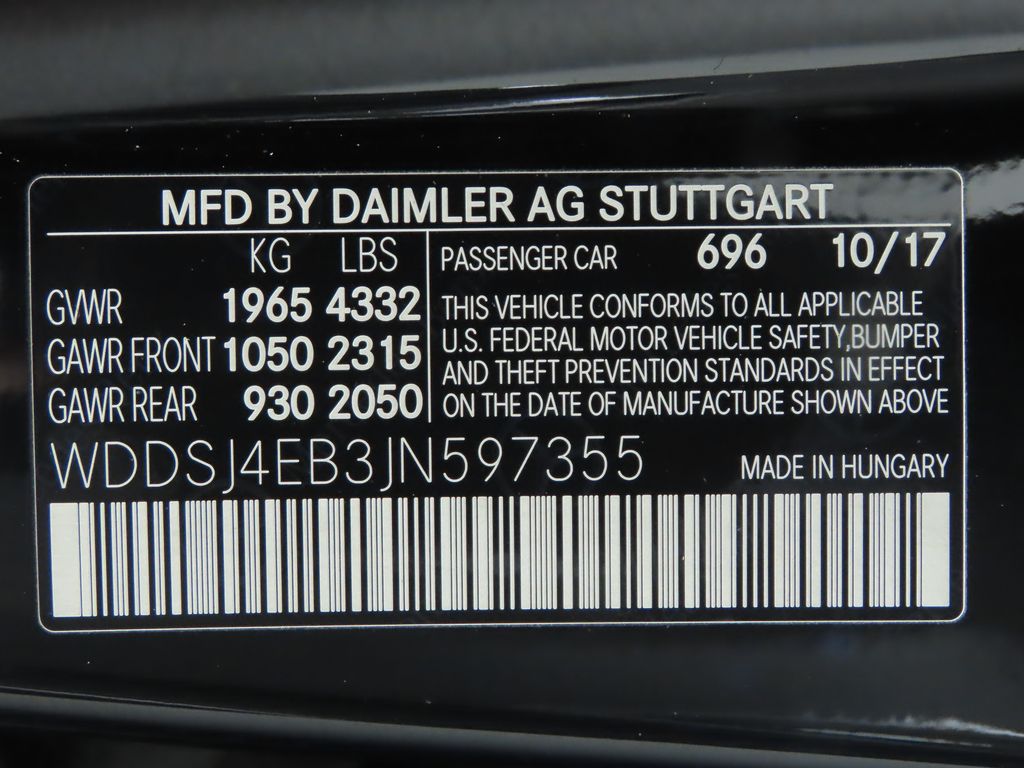 MFD BY DAIMLER AG STUTTGART
KG LBS
GVWR 1965 4332
GAWR FRONT 1050 2315
GAWR REAR 930 2050
PASSENGER CAR 696 10/17
THIS VEHICLE CONFORMS TO ALL APPLICABLE
U.S. FEDERAL MOTOR VEHICLE SAFETY,BUMPER
AND THEFT PREVENTION STANDARDS IN EFFECT
ON THE DATE OF MANUFACTURE SHOWN ABOVE
WDDSJ4EB3JN597355
MADE IN HUNGARY